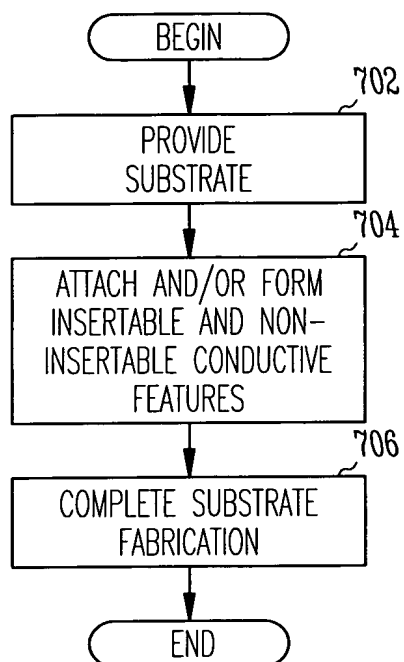 BEGIN
702
PROVIDE
SUBSTRATE
704
ATTACH AND/OR FORM
INSERTABLE AND NON-
INSERTABLE CONDUCTIVE
FEATURES
706
COMPLETE SUBSTRATE
FABRICATION
END